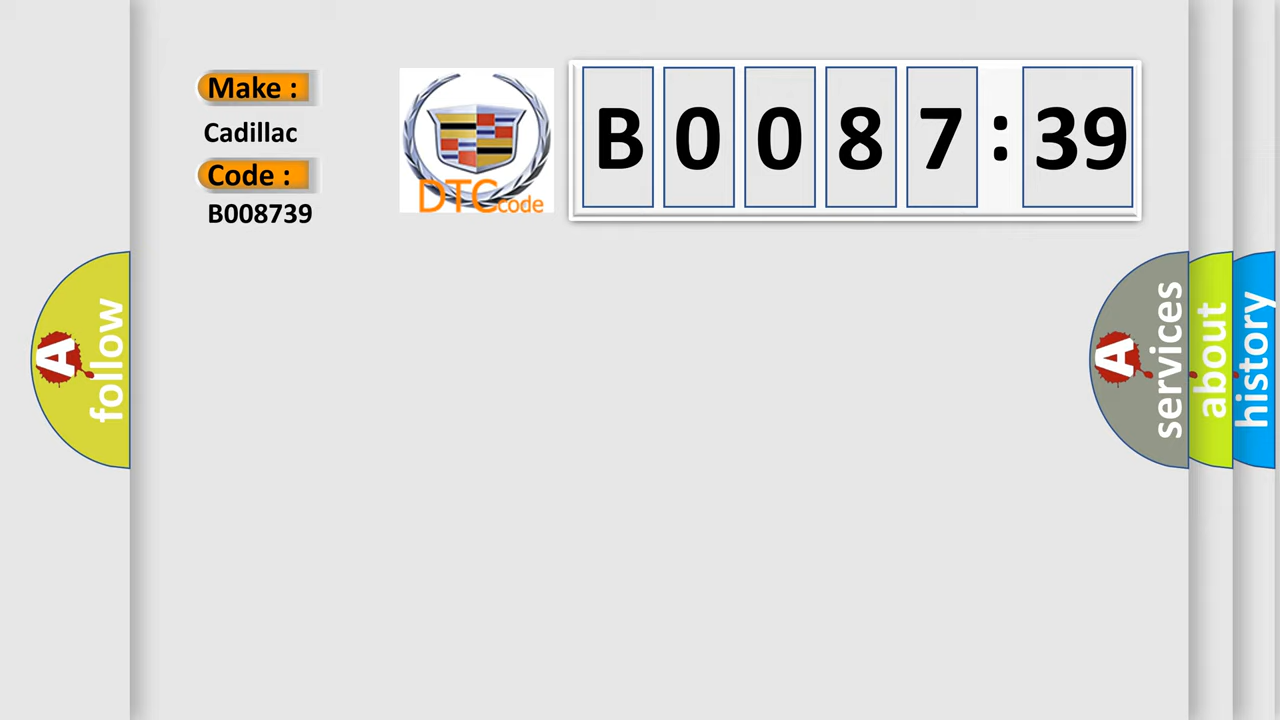 Make :
Cadillac
Code :
B008739
DTCcode
B 0 0 8 7 : 39
A follow
A services
about
history